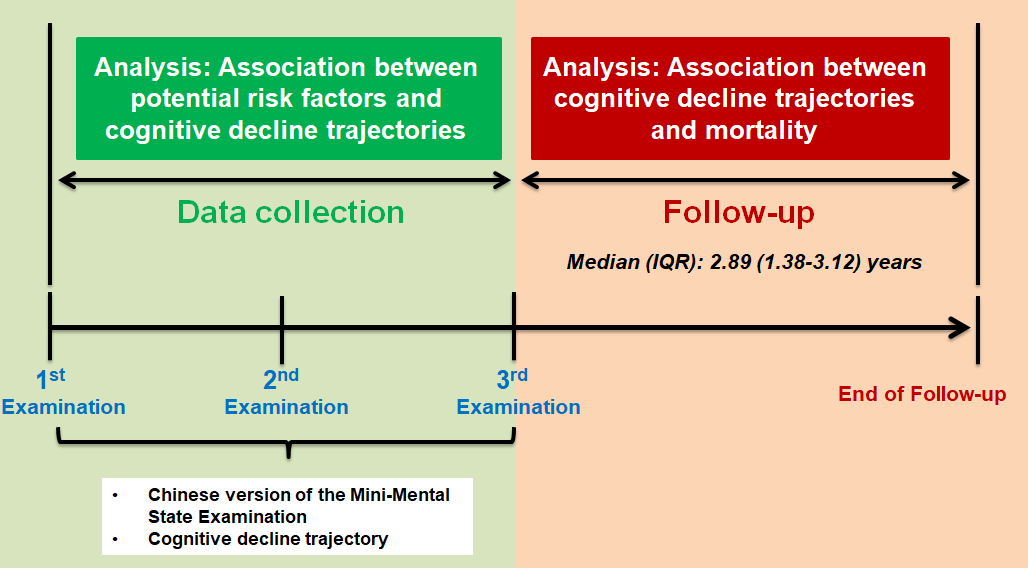 Analysis: Association between
potential risk factors and
cognitive decline trajectories
Analysis: Association between
cognitive decline trajectories
and mortality
Data collection
Follow-up
Median (IQR): 2.89 (1.38-3.12) years
1st
Examination
2nd
Examination
3rd
Examination
End of Follow-up
• Chinese version of the Mini-Mental
State Examination
• Cognitive decline trajectory